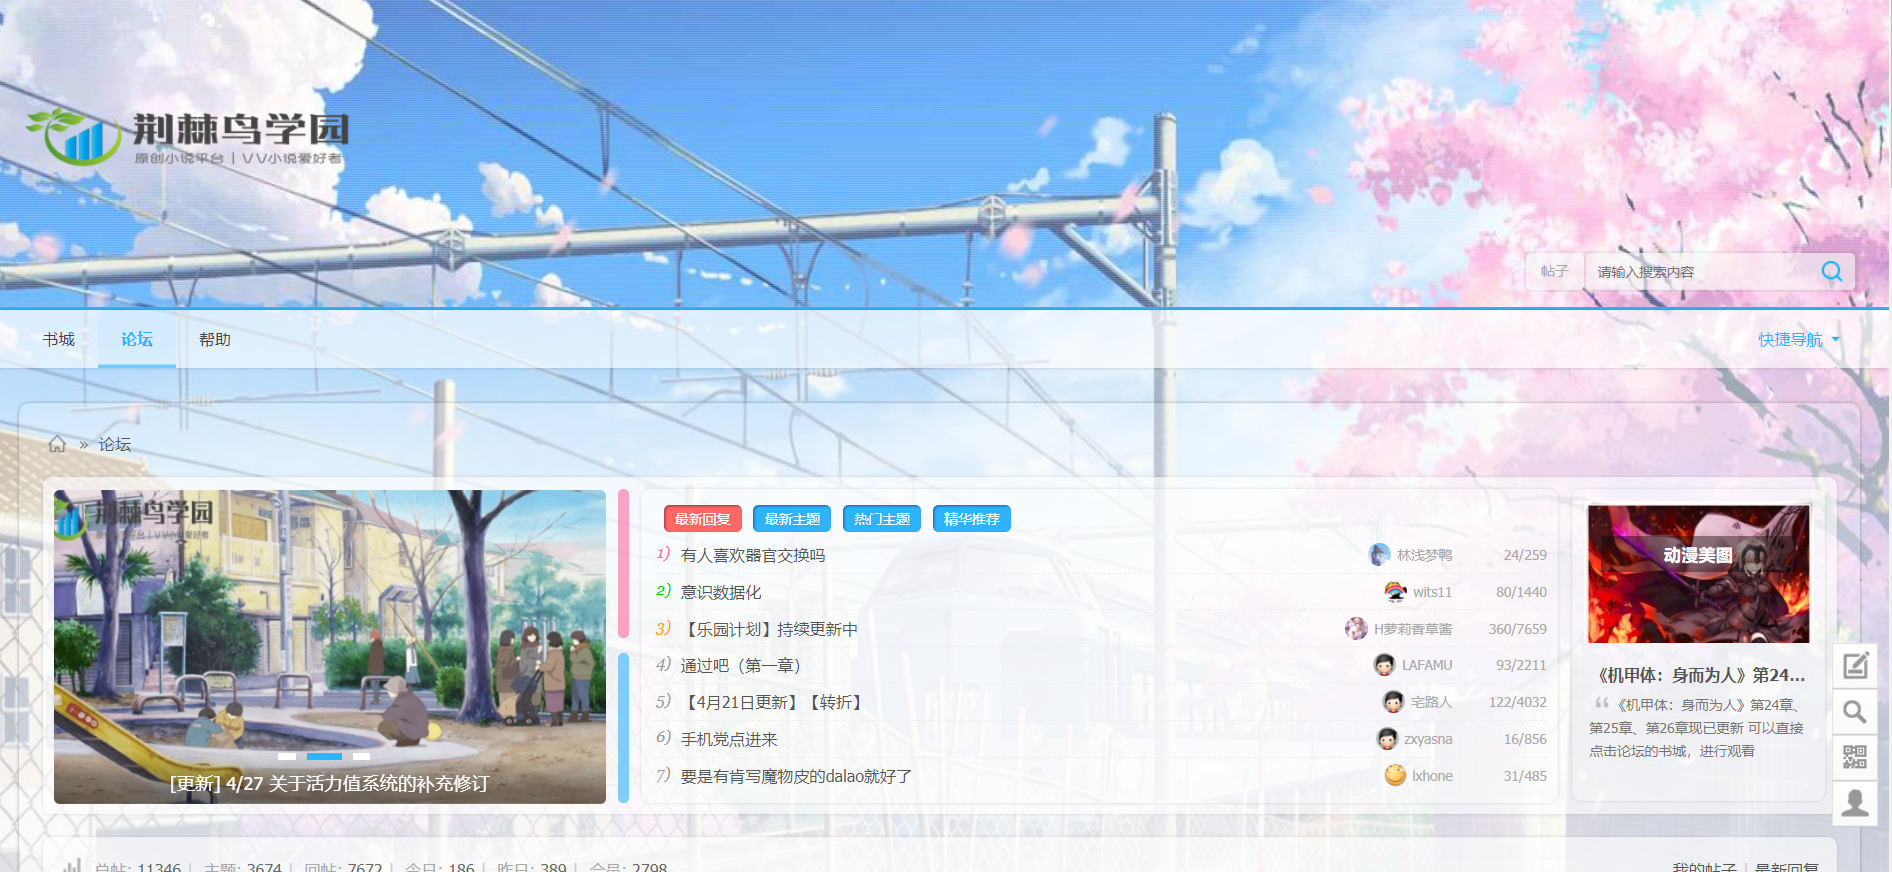 荆棘鸟学园
原创小说平台 | VV小说爱好者
帖子 请输入搜索内容
书城 论坛 帮助 快捷导航
» 论坛
荆棘鸟学园
原创小说平台 | VV小说爱好者
[更新] 4/27 关于活力值系统的补充修订
最新回复 最新主题 热门主题 精华推荐
1) 有人喜欢器官交换吗 林浅梦鸭 24/259
2) 意识数据化 wits11 80/1440
3) 【乐园计划】持续更新中 H萝莉香草酱 360/7659
4) 通过吧（第一章） LAFAMU 93/2211
5) 【4月21日更新】【转折】 宅路人 122/4032
6) 手机党点进来 zxyasna 16/856
7) 要是有肯写魔物皮的dalao就好了 lxhone 31/485
动漫美图
《机甲体：身而为人》第24...
《机甲体：身而为人》第24章、
第25章、第26章现已更新 可以直接
点击论坛的书城，进行观看
总帖: 11346 | 主题: 3674 | 回帖: 7672 | 今日: 186 | 昨日: 389 | 会员: 2798
我的帖子 | 最新回复